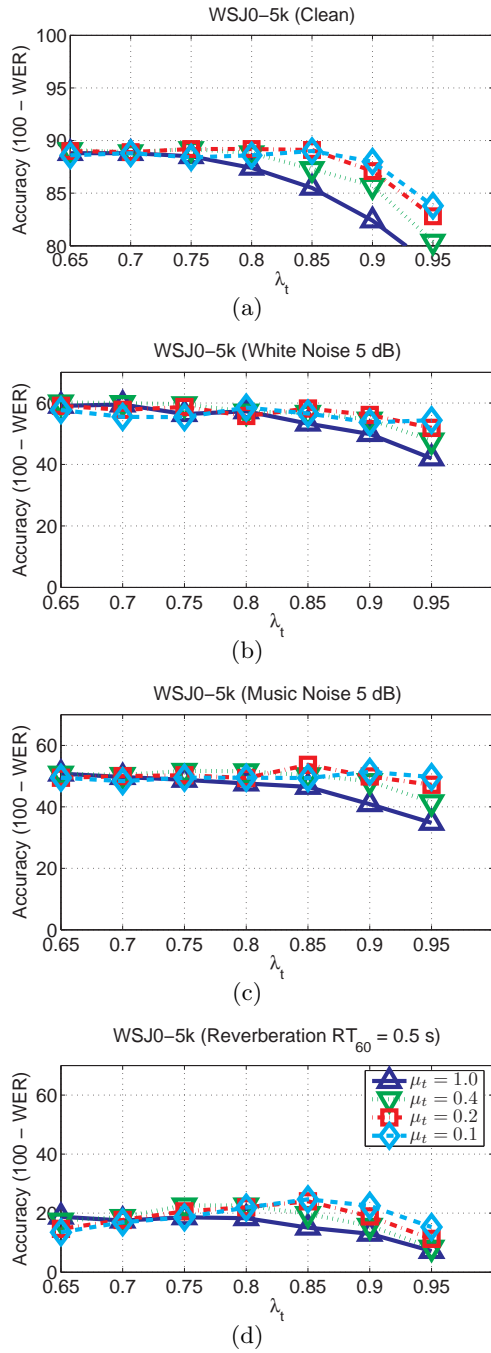 WSJ0−5k (Clean)
100
95
90
85
80
Accuracy (100 − WER)
0.65 0.7 0.75 0.8 0.85 0.9 0.95
λt
(a)
WSJ0−5k (White Noise 5 dB)
60
40
20
0
Accuracy (100 − WER)
0.65 0.7 0.75 0.8 0.85 0.9 0.95
λt
(b)
WSJ0−5k (Music Noise 5 dB)
60
40
20
0
Accuracy (100 − WER)
0.65 0.7 0.75 0.8 0.85 0.9 0.95
λt
(c)
WSJ0−5k (Reverberation RT60 = 0.5 s)
60
40
20
0
Accuracy (100 − WER)
μt = 1.0
μt = 0.4
μt = 0.2
μt = 0.1
0.65 0.7 0.75 0.8 0.85 0.9 0.95
λt
(d)